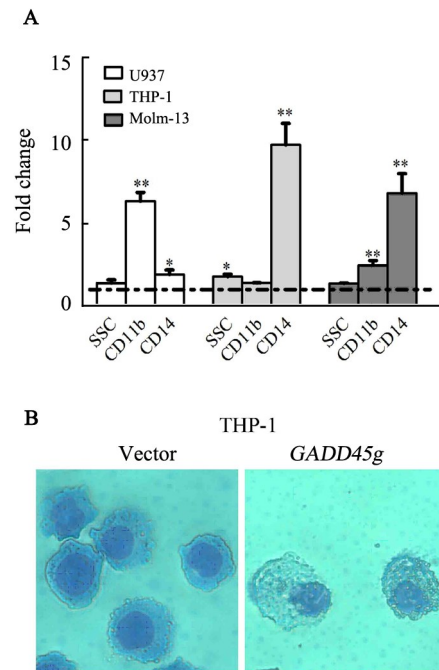 A
15
10
5
0
Fold change
U937
THP-1
Molm-13
**
*
*
**
**
**
SSC
CD11b
CD14
SSC
CD11b
CD14
SSC
CD11b
CD14
B
THP-1
Vector
GADD45g